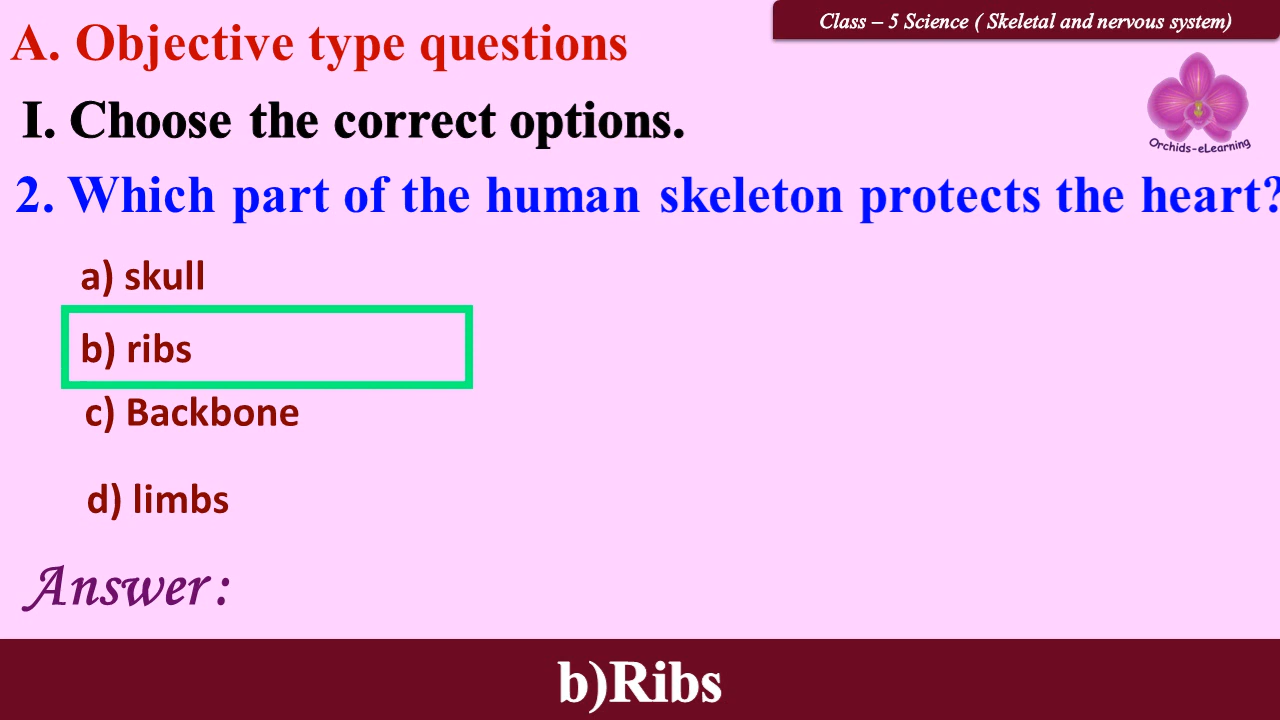 Class – 5 Science ( Skeletal and nervous system)
A. Objective type questions
Orchids-eLearning
I. Choose the correct options.
2. Which part of the human skeleton protects the heart?
a) skull
b) ribs
c) Backbone
d) limbs
Answer :
b)Ribs